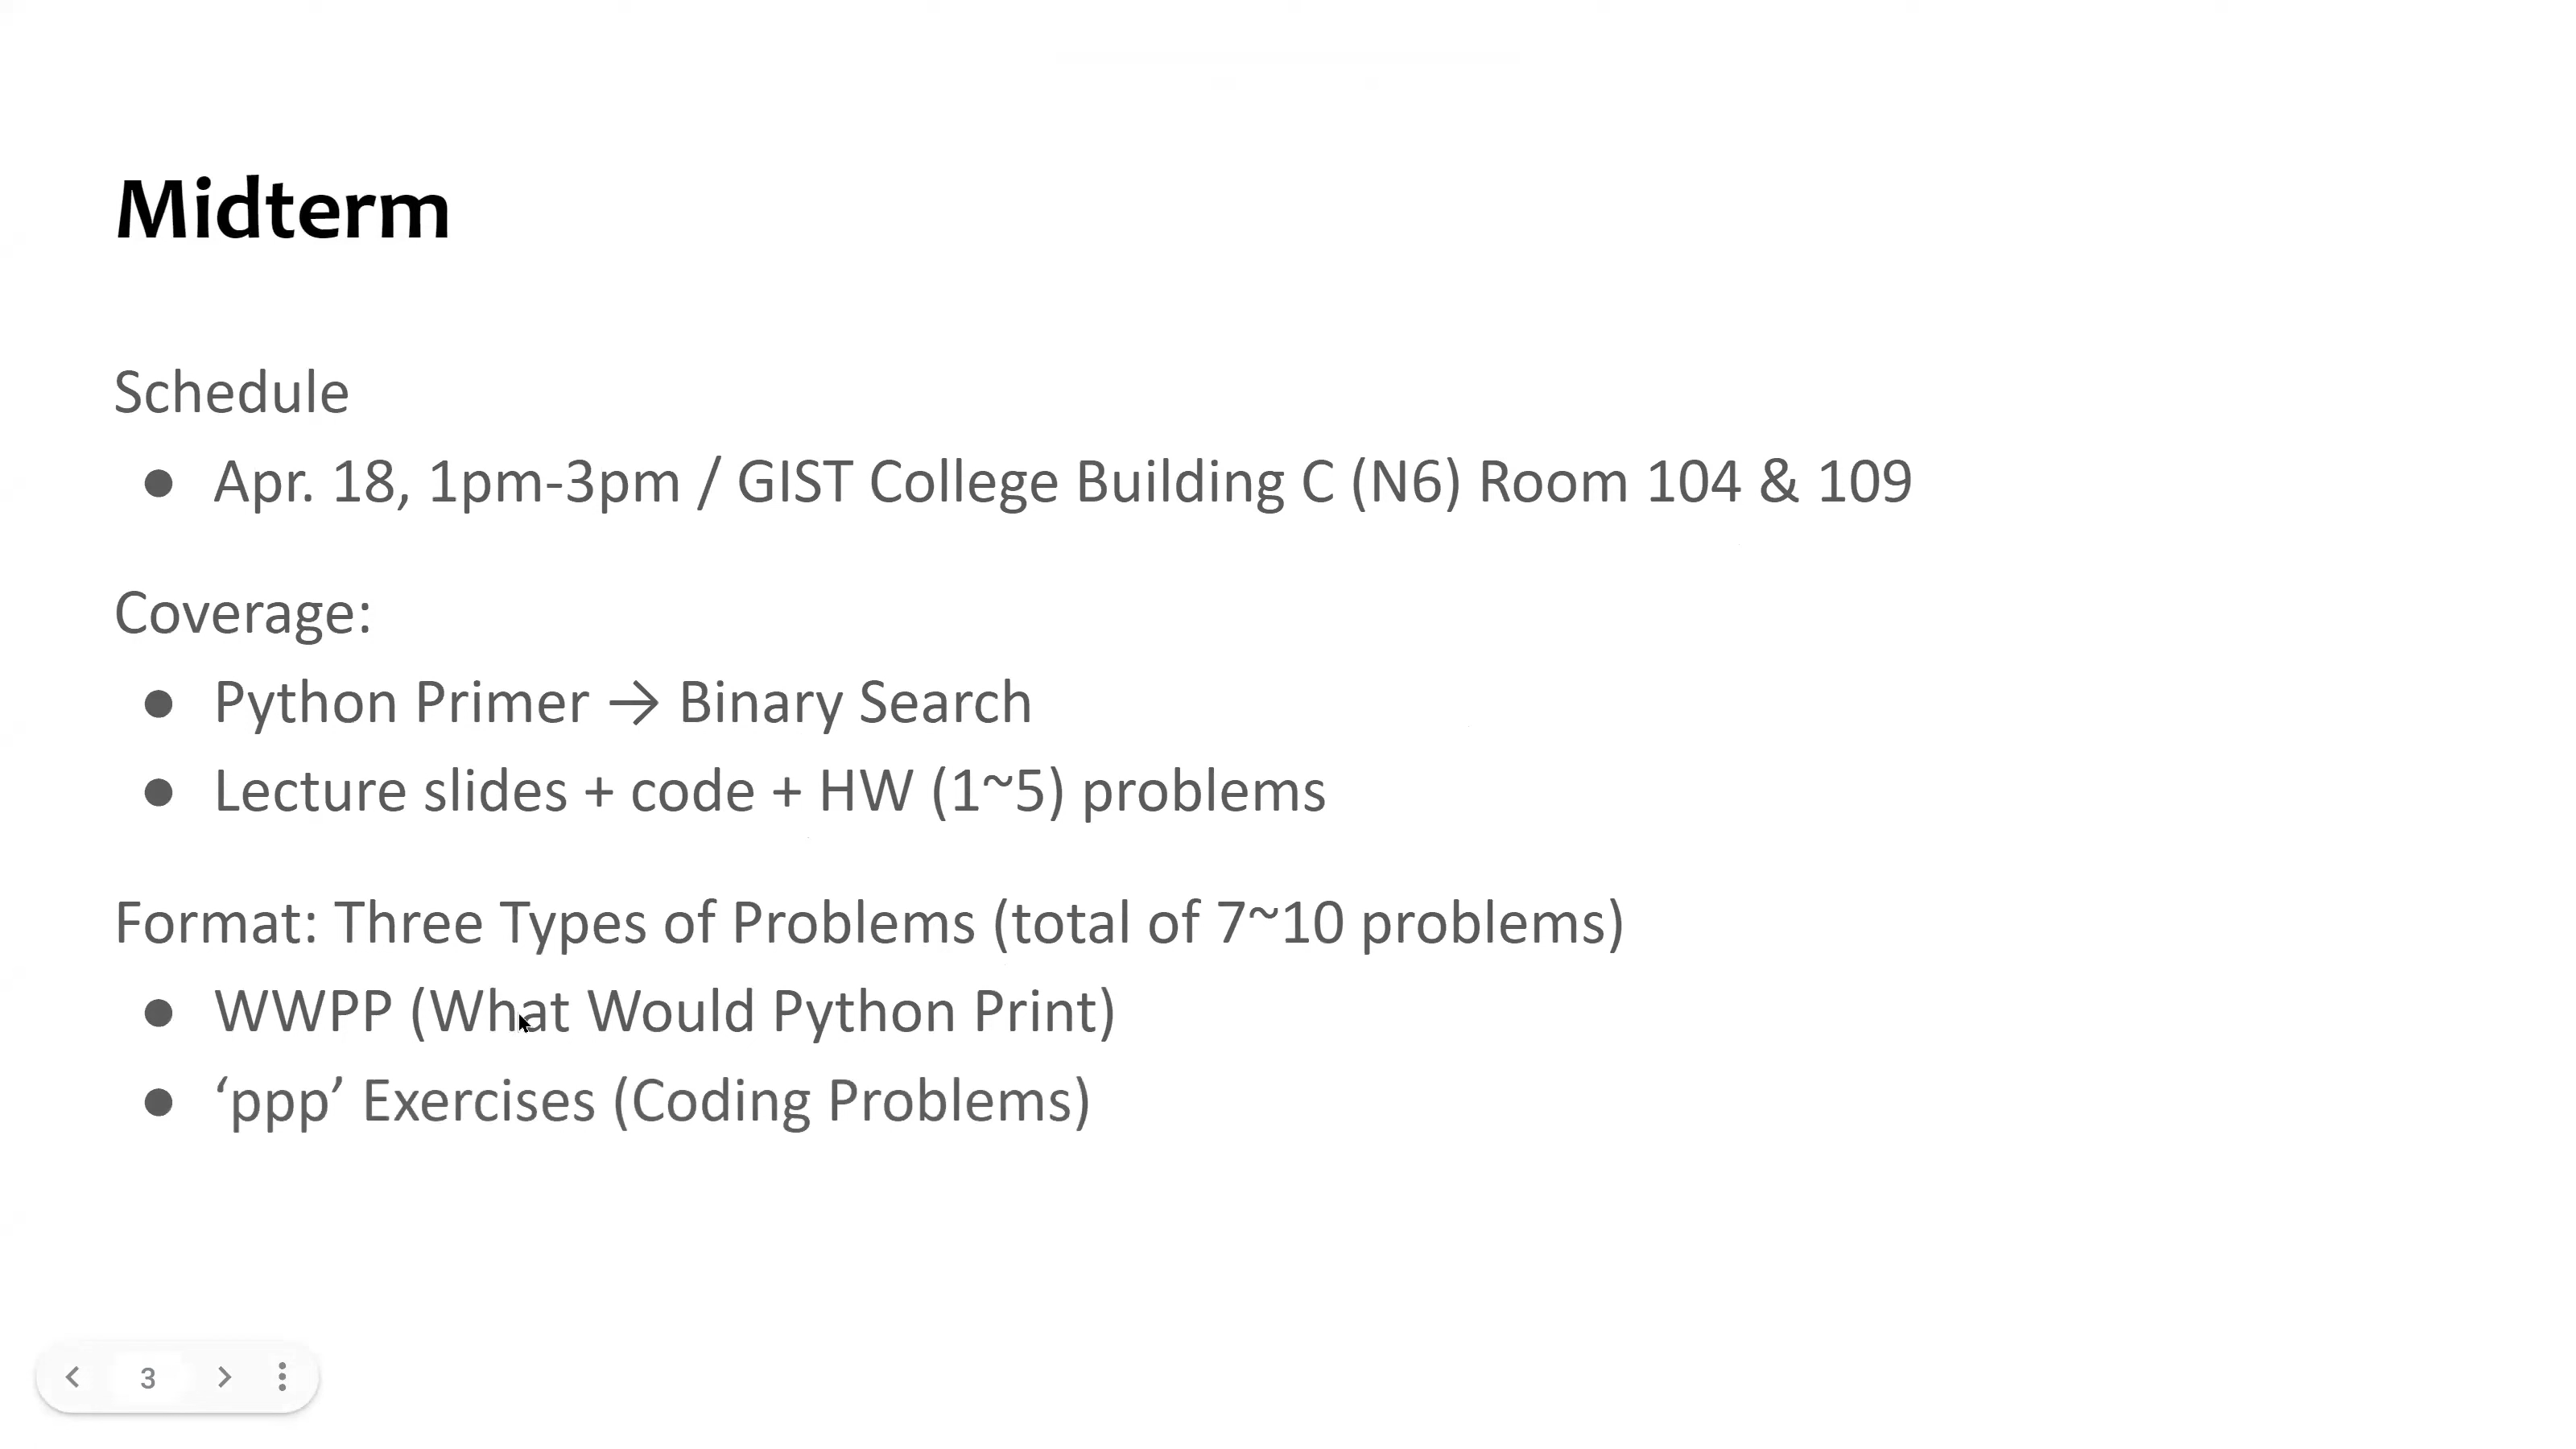 Midterm
Schedule
● Apr. 18, 1pm-3pm / GIST College Building C (N6) Room 104 & 109
Coverage:
● Python Primer → Binary Search
● Lecture slides + code + HW (1~5) problems
Format: Three Types of Problems (total of 7~10 problems)
● WWPP (What Would Python Print)
● ‘ppp’ Exercises (Coding Problems)
3